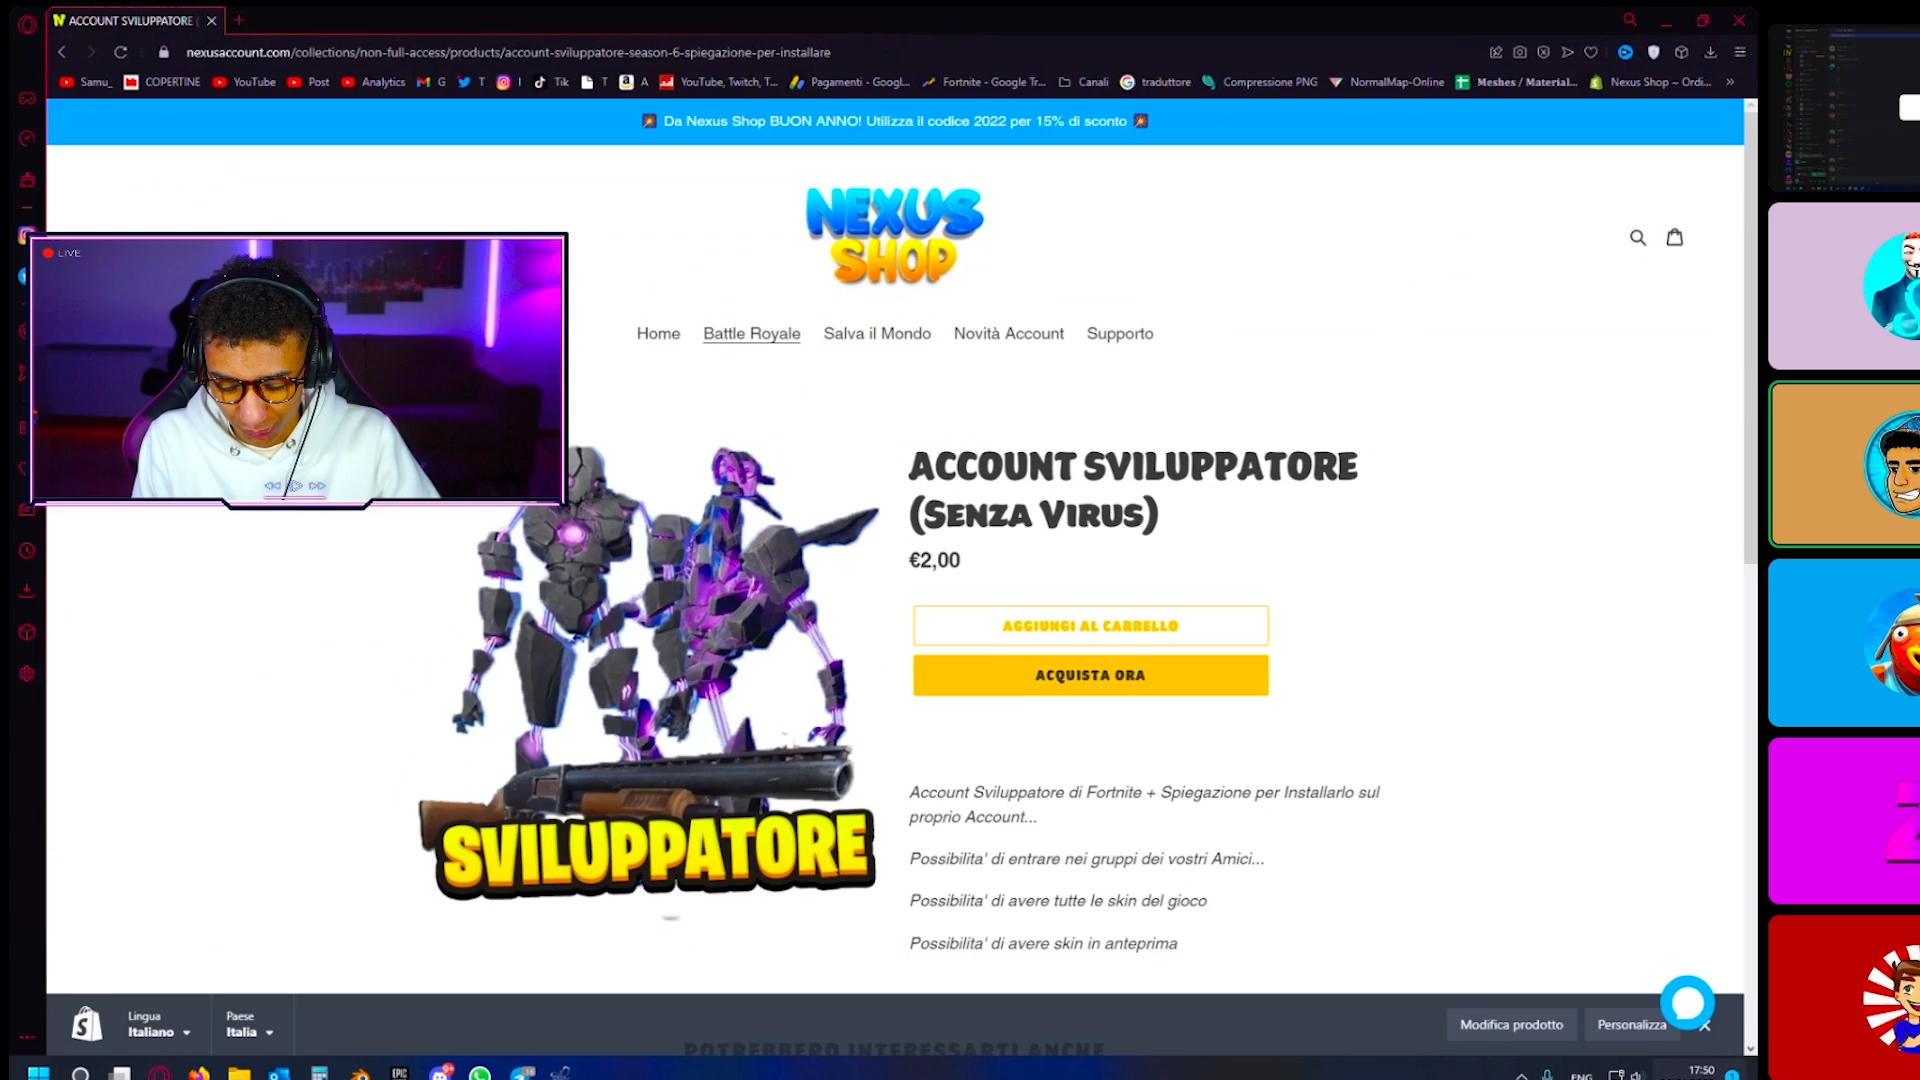 ACCOUNT SVILUPPATORE (
nexusaccount.com/collections/non-full-access/products/account-sviluppatore-season-6-spiegazione-per-installare
Samu_ COPERTINE YouTube Post Analytics G T I Tik T A YouTube, Twitch, T... Pagamenti - Googl... Fortnite - Google Tr... Canali traduttore Compressione PNG NormalMap-Online Meshes / Material... Nexus Shop ~ Ordi... »
Da Nexus Shop BUON ANNO! Utilizza il codice 2022 per 15% di sconto
NEXUS
SHOP
LIVE
Home Battle Royale Salva il Mondo Novità Account Supporto
ACCOUNT SVILUPPATORE
(SENZA VIRUS)
€2,00
AGGIUNGI AL CARRELLO
ACQUISTA ORA
Account Sviluppatore di Fortnite + Spiegazione per Installarlo sul
proprio Account...
SVILUPPATORE
Possibilita' di entrare nei gruppi dei vostri Amici...
Possibilita' di avere tutte le skin del gioco
Possibilita' di avere skin in anteprima
Lingua
Italiano
Paese
Italia
Modifica prodotto
Personalizza
POTREBBERO INTERESSARTI ANCHE
EPIC
ENG
17:50